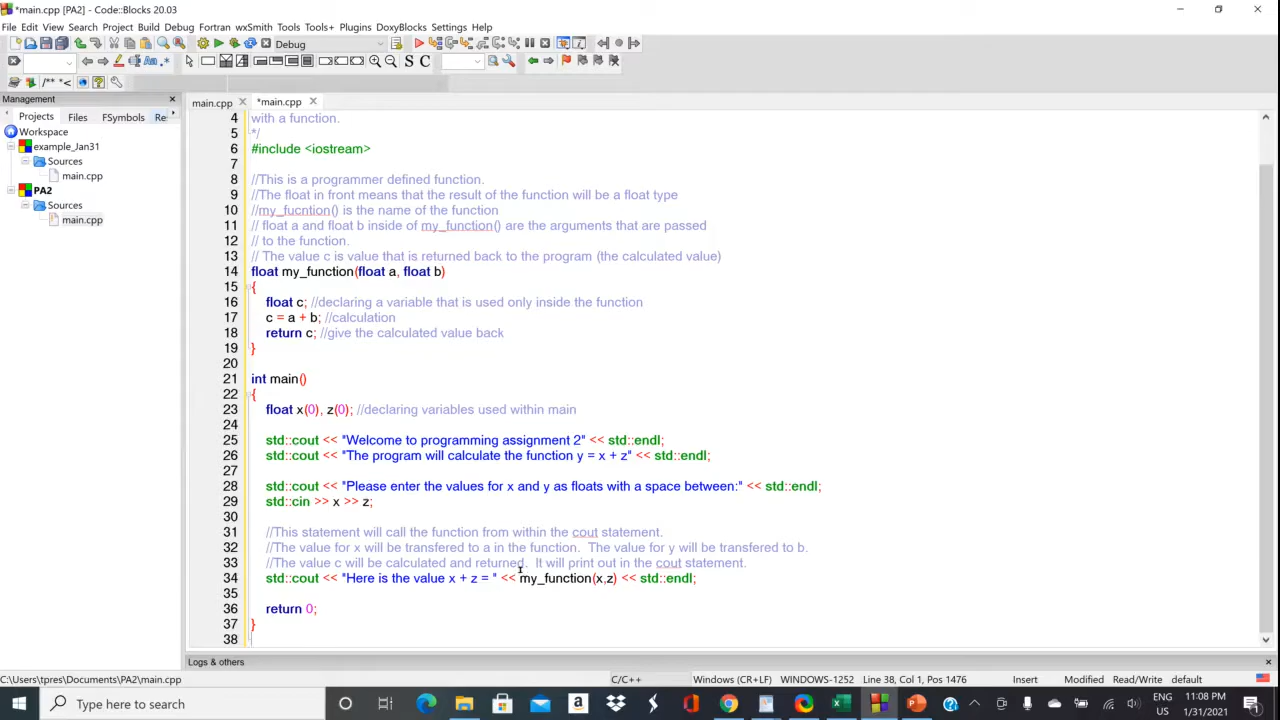 *main.cpp [PA2] - Code::Blocks 20.03
File Edit View Search Project Build Debug Fortran wxSmith Tools Tools+ Plugins DoxyBlocks Settings Help
Debug
S C
/** *<
Management
main.cpp *main.cpp
Projects Files FSymbols Re
Workspace
example_Jan31
Sources
main.cpp
PA2
Sources
main.cpp
4 with a function.
5 */
6 #include <iostream>
7
8 //This is a programmer defined function.
9 //The float in front means that the result of the function will be a float type
10 //my_fucntion() is the name of the function
11 // float a and float b inside of my_function() are the arguments that are passed
12 // to the function.
13 // The value c is value that is returned back to the program (the calculated value)
14 float my_function(float a, float b)
15 {
16 float c; //declaring a variable that is used only inside the function
17 c = a + b; //calculation
18 return c; //give the calculated value back
19 }
20
21 int main()
22 {
23 float x(0), z(0); //declaring variables used within main
24
25 std::cout << "Welcome to programming assignment 2" << std::endl;
26 std::cout << "The program will calculate the function y = x + z" << std::endl;
27
28 std::cout << "Please enter the values for x and y as floats with a space between:" << std::endl;
29 std::cin >> x >> z;
30
31 //This statement will call the function from within the cout statement.
32 //The value for x will be transfered to a in the function. The value for y will be transfered to b.
33 //The value c will be calculated and returned. It will print out in the cout statement.
34 std::cout << "Here is the value x + z = " << my_function(x,z) << std::endl;
35
36 return 0;
37 }
38
Logs & others
C:\Users\tpres\Documents\PA2\main.cpp C/C++ Windows (CR+LF) WINDOWS-1252 Line 38, Col 1, Pos 1476 Insert Modified Read/Write default
Type here to search
ENG
11:08 PM
1/31/2021